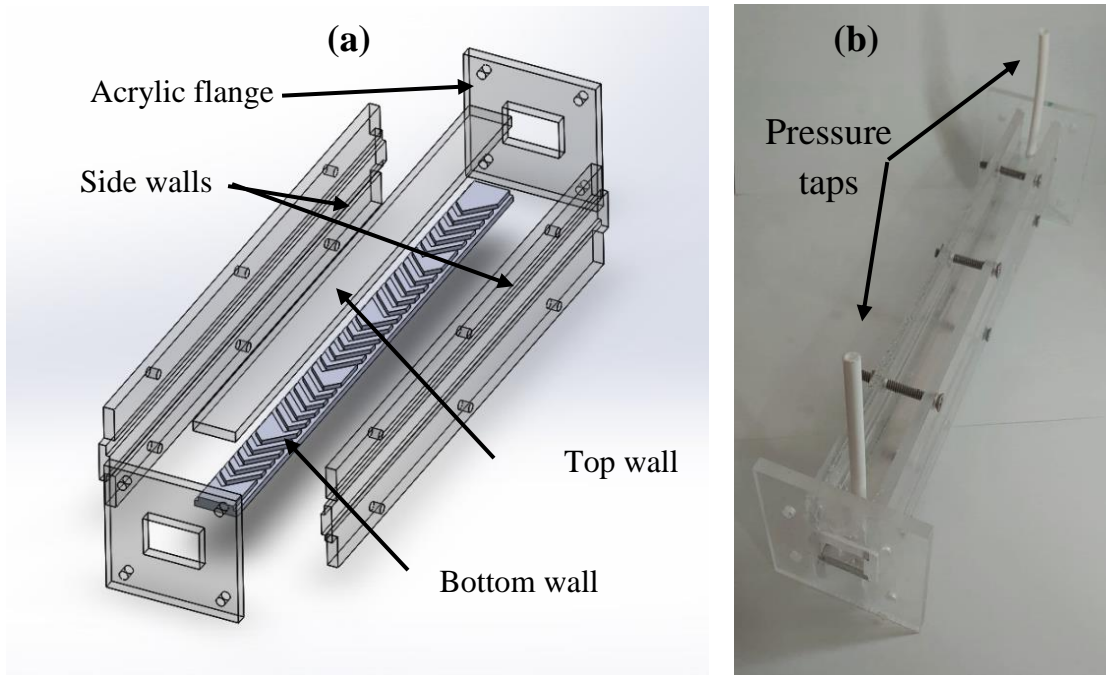 (a)
Acrylic flange
Side walls
Top wall
Bottom wall
(b)
Pressure
taps